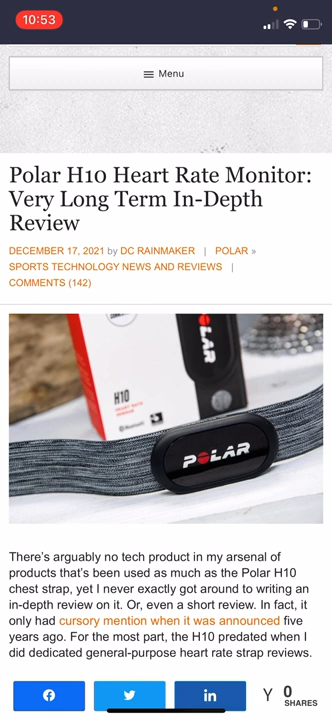 10:53
Menu
Polar H10 Heart Rate Monitor:
Very Long Term In-Depth
Review
DECEMBER 17, 2021 by DC RAINMAKER | POLAR »
SPORTS TECHNOLOGY NEWS AND REVIEWS |
COMMENTS (142)
POLAR
H10
HEART RATE
SENSOR
Bluetooth
POLAR
There's arguably no tech product in my arsenal of
products that's been used as much as the Polar H10
chest strap, yet I never exactly got around to writing an
in-depth review on it. Or, even a short review. In fact, it
only had cursory mention when it was announced five
years ago. For the most part, the H10 predated when I
did dedicated general-purpose heart rate strap reviews.
0
SHARES